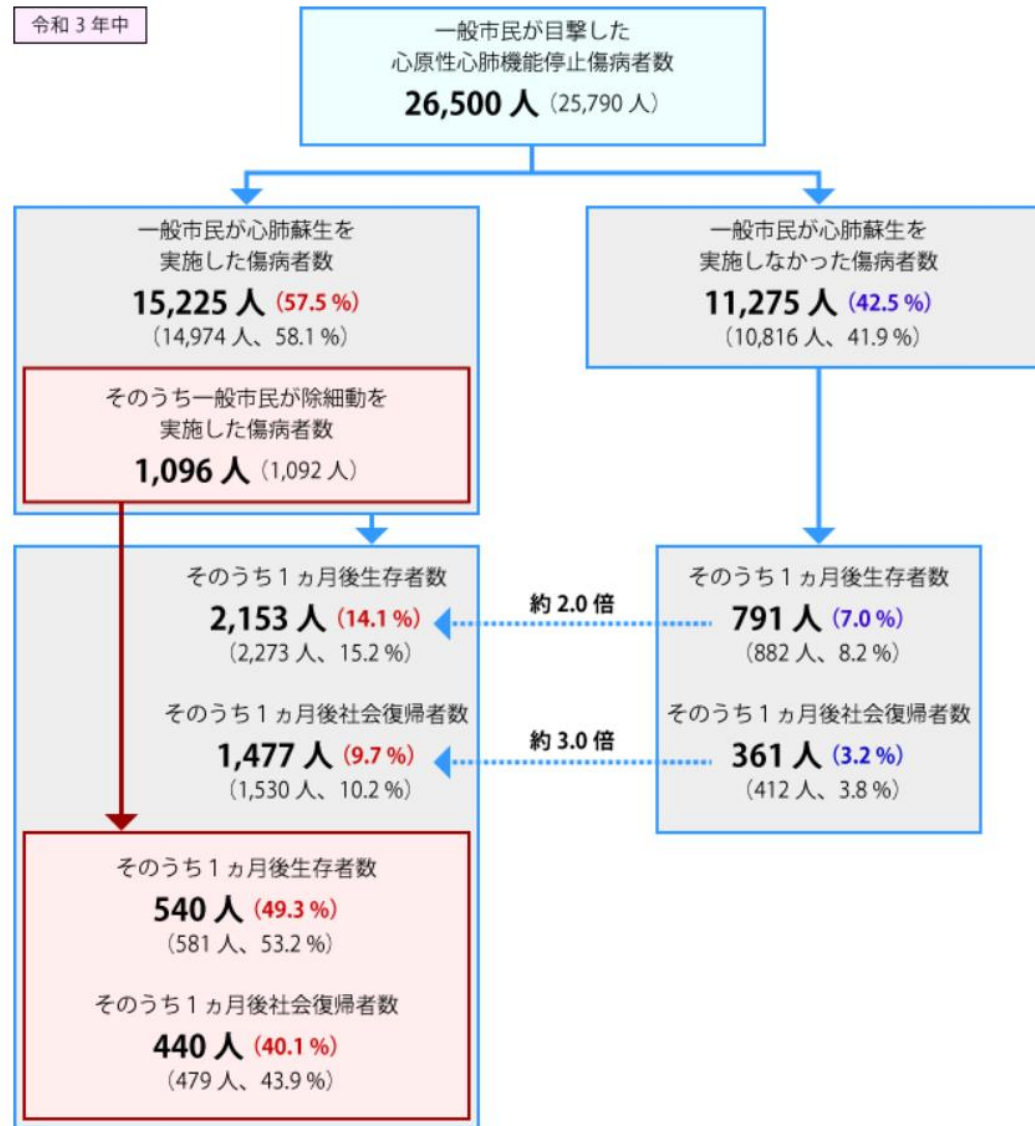 令和 3 年中
一般市民が目撃した
心原性心肺機能停止傷病者数
26,500 人（25,790 人）
一般市民が心肺蘇生を
実施した傷病者数
15,225 人（57.5 %）
（14,974 人、58.1 %）
そのうち一般市民が除細動を
実施した傷病者数
1,096 人（1,092 人）
一般市民が心肺蘇生を
実施しなかった傷病者数
11,275 人（42.5 %）
（10,816 人、41.9 %）
そのうち 1 ヵ月後生存者数
2,153 人（14.1 %）
（2,273 人、15.2 %）
約 2.0 倍
そのうち 1 ヵ月後生存者数
791 人（7.0 %）
（882 人、8.2 %）
そのうち 1 ヵ月後社会復帰者数
1,477 人（9.7 %）
（1,530 人、10.2 %）
約 3.0 倍
そのうち 1 ヵ月後社会復帰者数
361 人（3.2 %）
（412 人、3.8 %）
そのうち 1 ヵ月後生存者数
540 人（49.3 %）
（581 人、53.2 %）
そのうち 1 ヵ月後社会復帰者数
440 人（40.1 %）
（479 人、43.9 %）